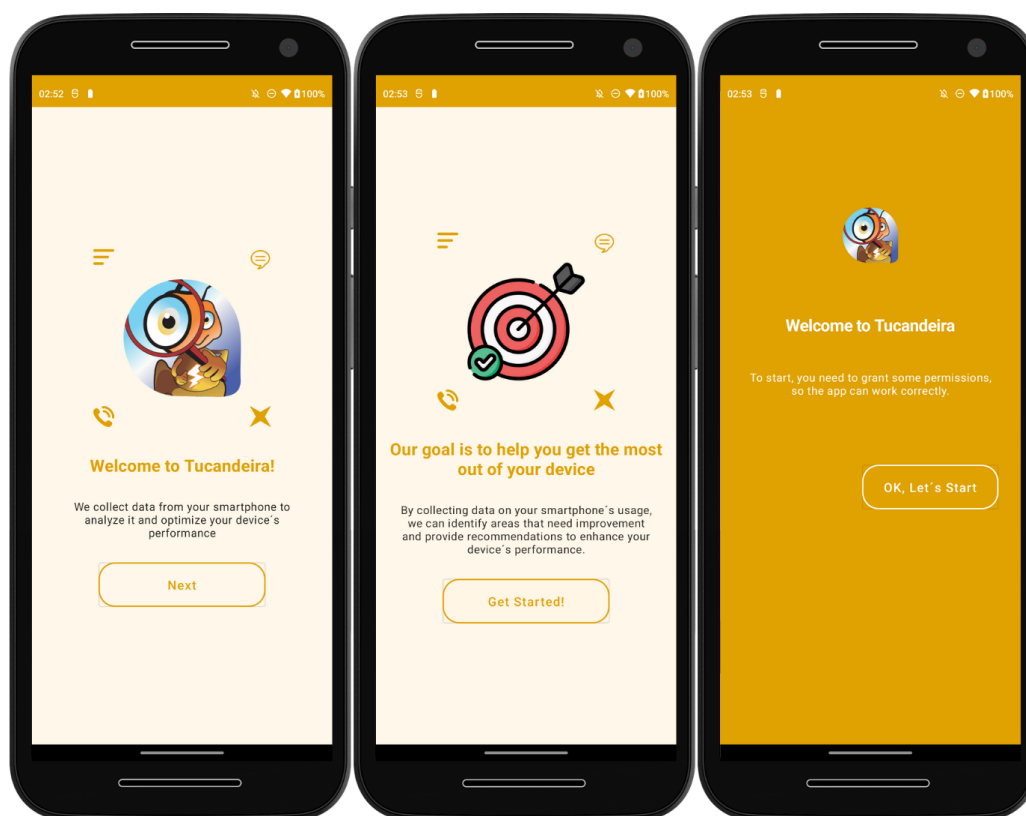 02:52
100%
Welcome to Tucandeira!
We collect data from your smartphone to
analyze it and optimize your device´s
performance
Next
02:53
100%
Our goal is to help you get the most
out of your device
By collecting data on your smartphone´s usage,
we can identify areas that need improvement
and provide recommendations to enhance your
device´s performance.
Get Started!
02:53
100%
Welcome to Tucandeira
To start, you need to grant some permissions,
so the app can work correctly.
OK, Let´s Start